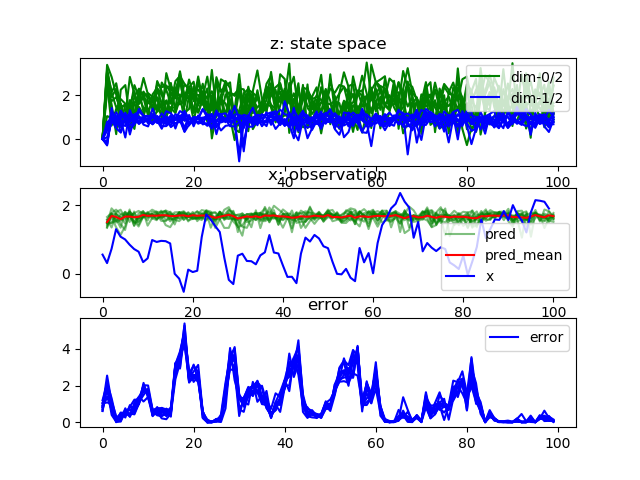 z: state space
dim-0/2
dim-1/2
2
0
0 20 40 60 80 100
x: observation
pred
pred_mean
x
2
0
0 20 40 60 80 100
error
error
4
2
0
0 20 40 60 80 100